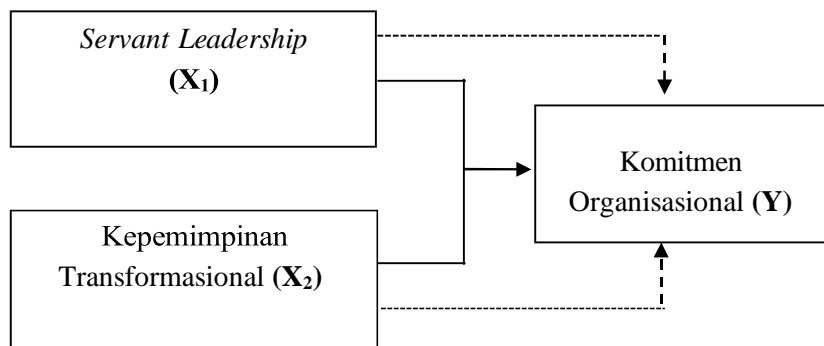 Servant Leadership
(X₁)
Komitmen
Organisasional (Y)
Kepemimpinan
Transformasional (X₂)